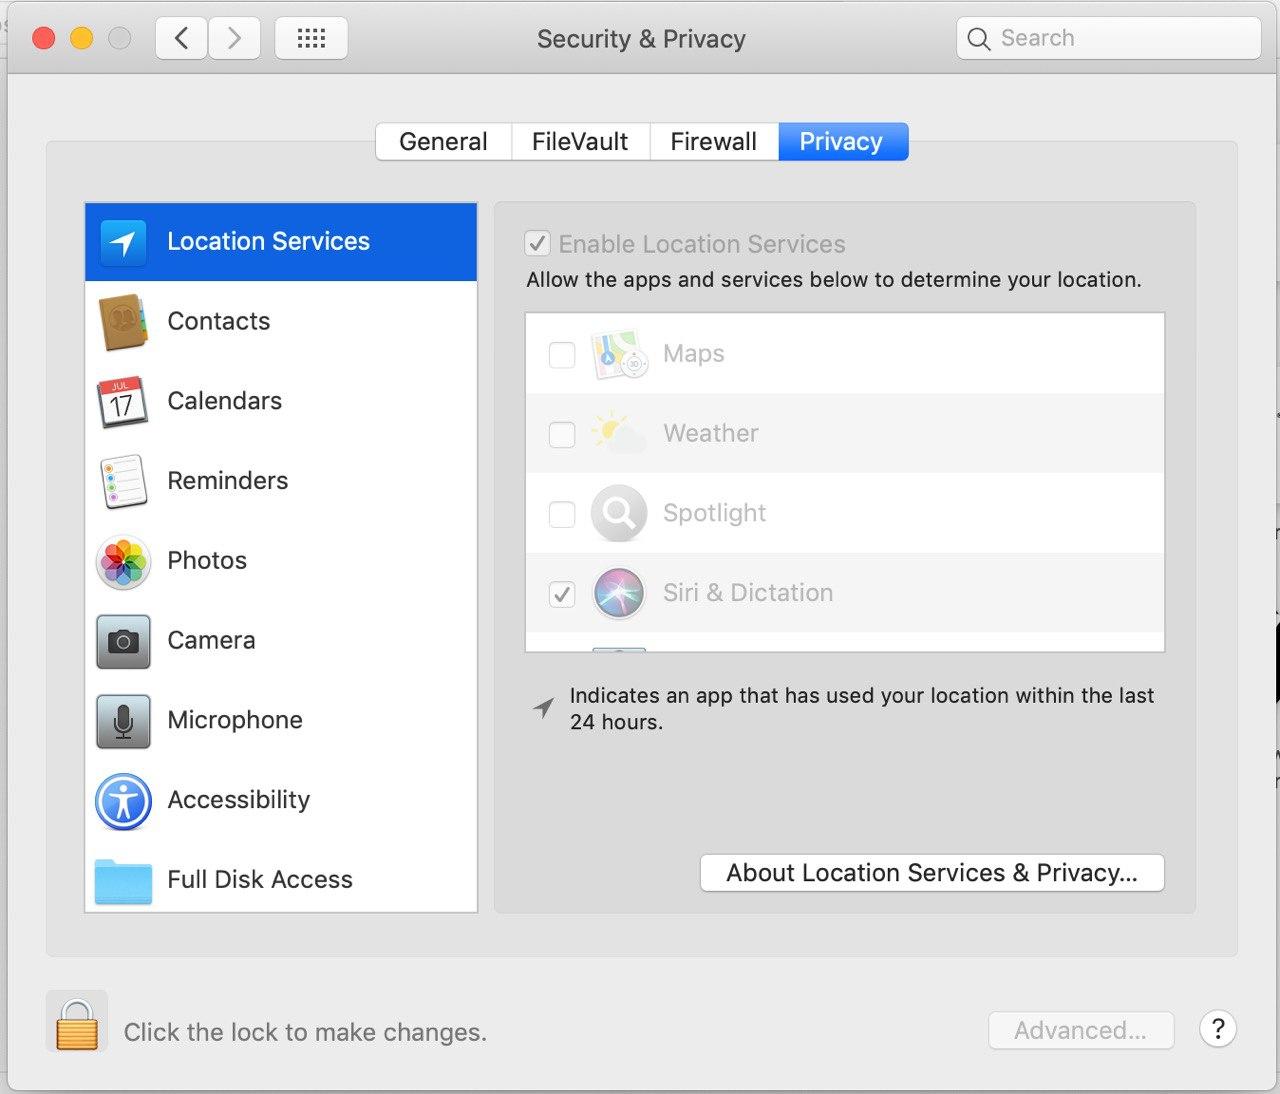 Security & Privacy
Search
General
FileVault
Firewall
Privacy
Location Services
Contacts
JUL
17
Calendars
Reminders
Photos
Camera
Microphone
Accessibility
Full Disk Access
Enable Location Services
Allow the apps and services below to determine your location.
3D
Maps
Weather
Spotlight
Siri & Dictation
Indicates an app that has used your location within the last
24 hours.
About Location Services & Privacy...
Click the lock to make changes.
Advanced...
?